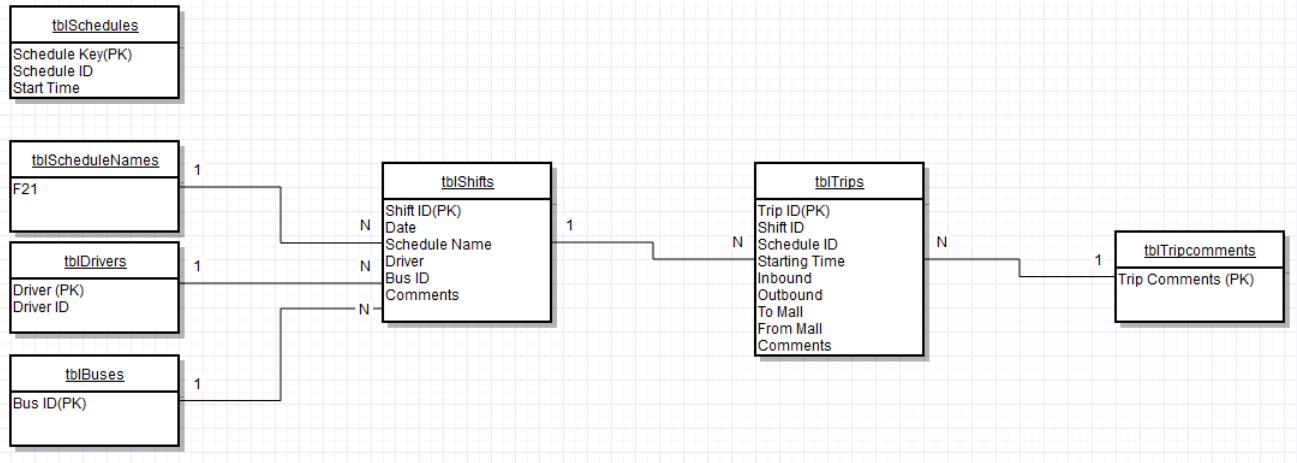 tblSchedules
Schedule Key(PK)
Schedule ID
Start Time
tblScheduleNames
F21
1
tblDrivers
Driver (PK)
Driver ID
1
tblBuses
Bus ID(PK)
1
N
N
N
tblShifts
Shift ID(PK)
Date
Schedule Name
Driver
Bus ID
Comments
1
N
tblTrips
Trip ID(PK)
Shift ID
Schedule ID
Starting Time
Inbound
Outbound
To Mall
From Mall
Comments
N
1
tblTripcomments
Trip Comments (PK)